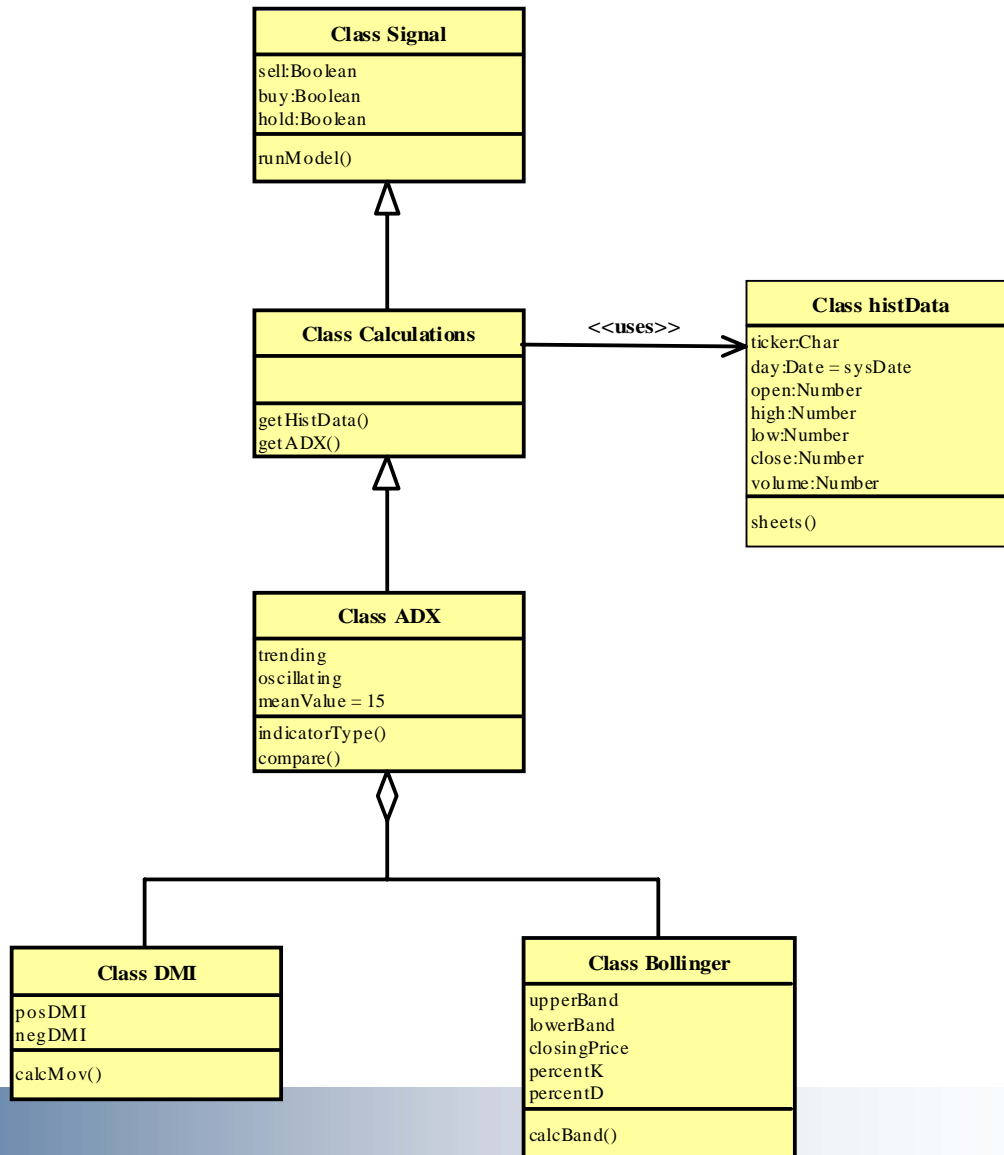 Class Signal
sell:Boolean
buy:Boolean
hold:Boolean
runModel()
Class Calculations
getHistData()
getADX()
<<uses>>
Class histData
ticker:Char
day:Date = sysDate
open:Number
high:Number
low:Number
close:Number
volume:Number
sheets()
Class ADX
trending
oscillating
meanValue = 15
indicatorType()
compare()
Class DMI
posDMI
negDMI
calcMov()
Class Bollinger
upperBand
lowerBand
closingPrice
percentK
percentD
calcBand()